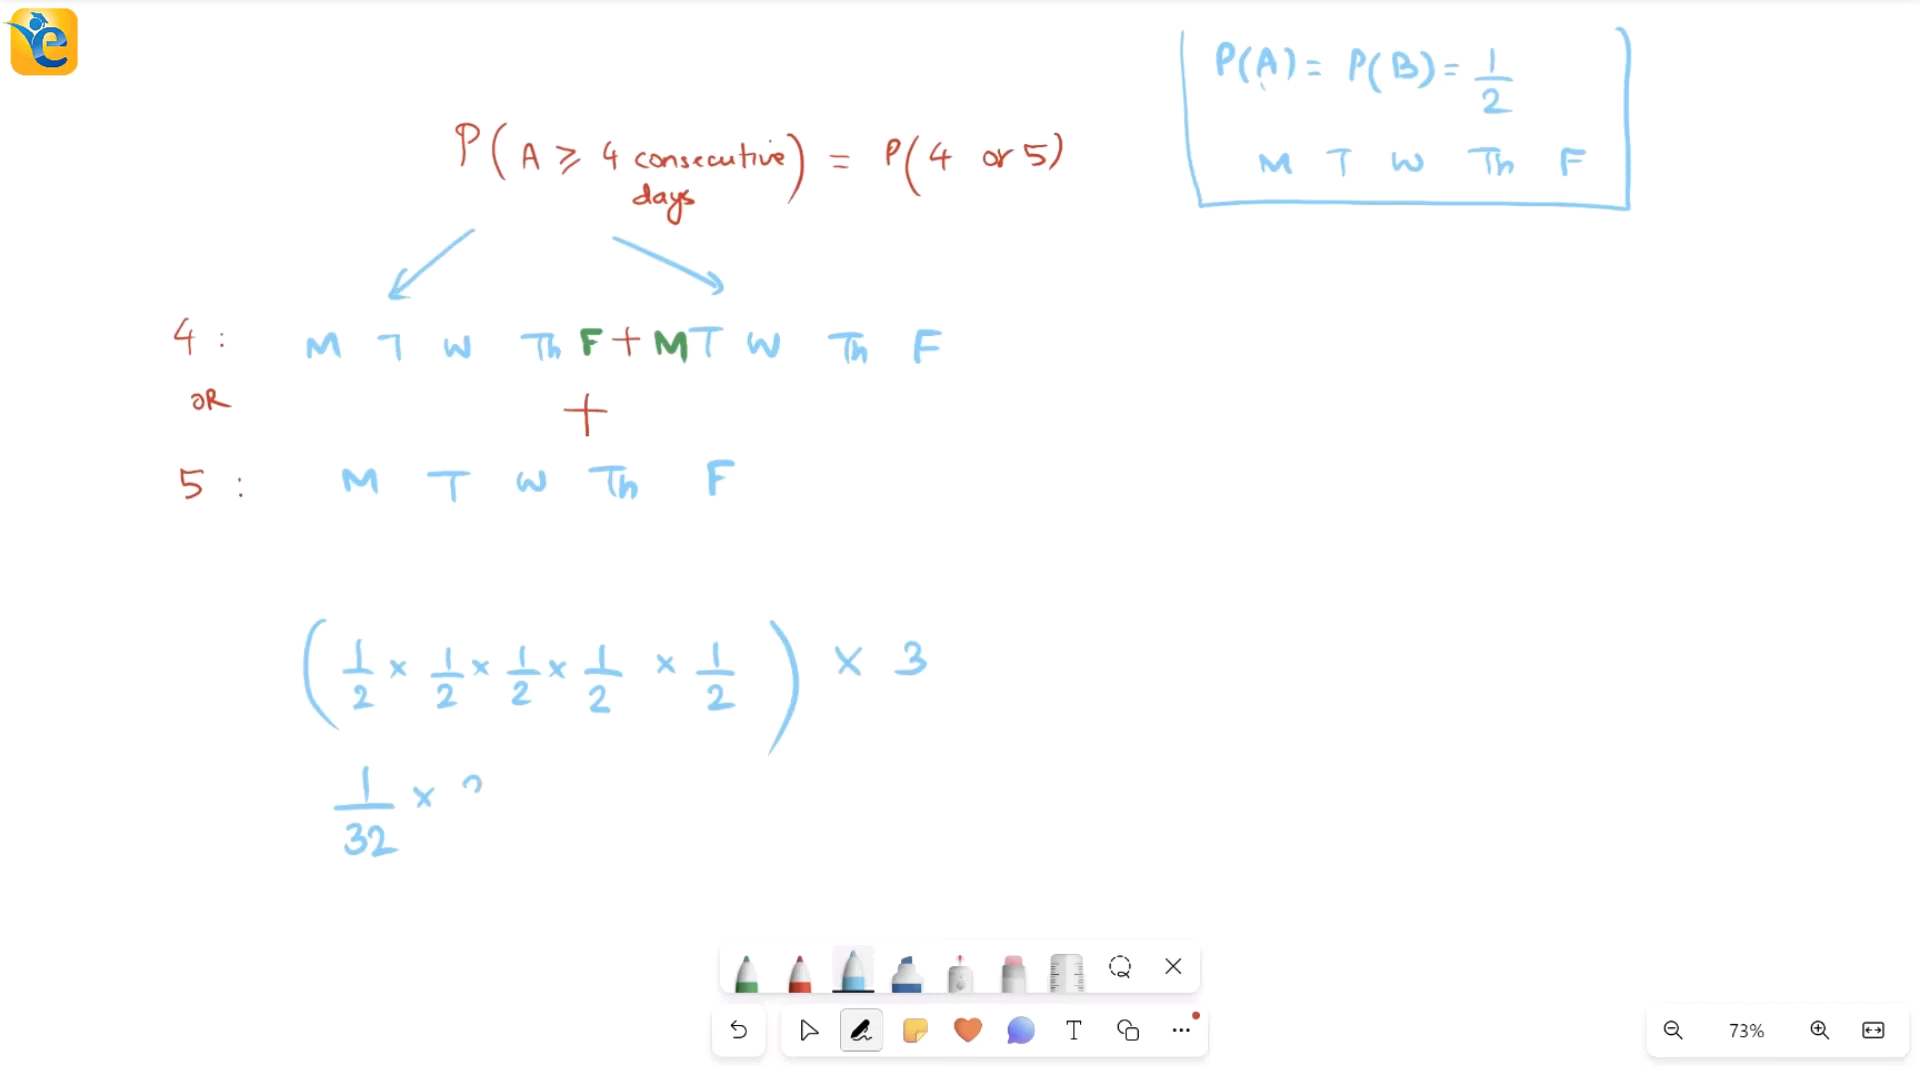 P(A) = P(B) = 1/2
M T W Th F
P(A ⩾ 4 consecutive days) = P(4 or 5)
4 : M T W Th F + M T W Th F
OR
+
5 : M T W Th F
(1/2 × 1/2 × 1/2 × 1/2 × 1/2) × 3
1/32 ×
73%